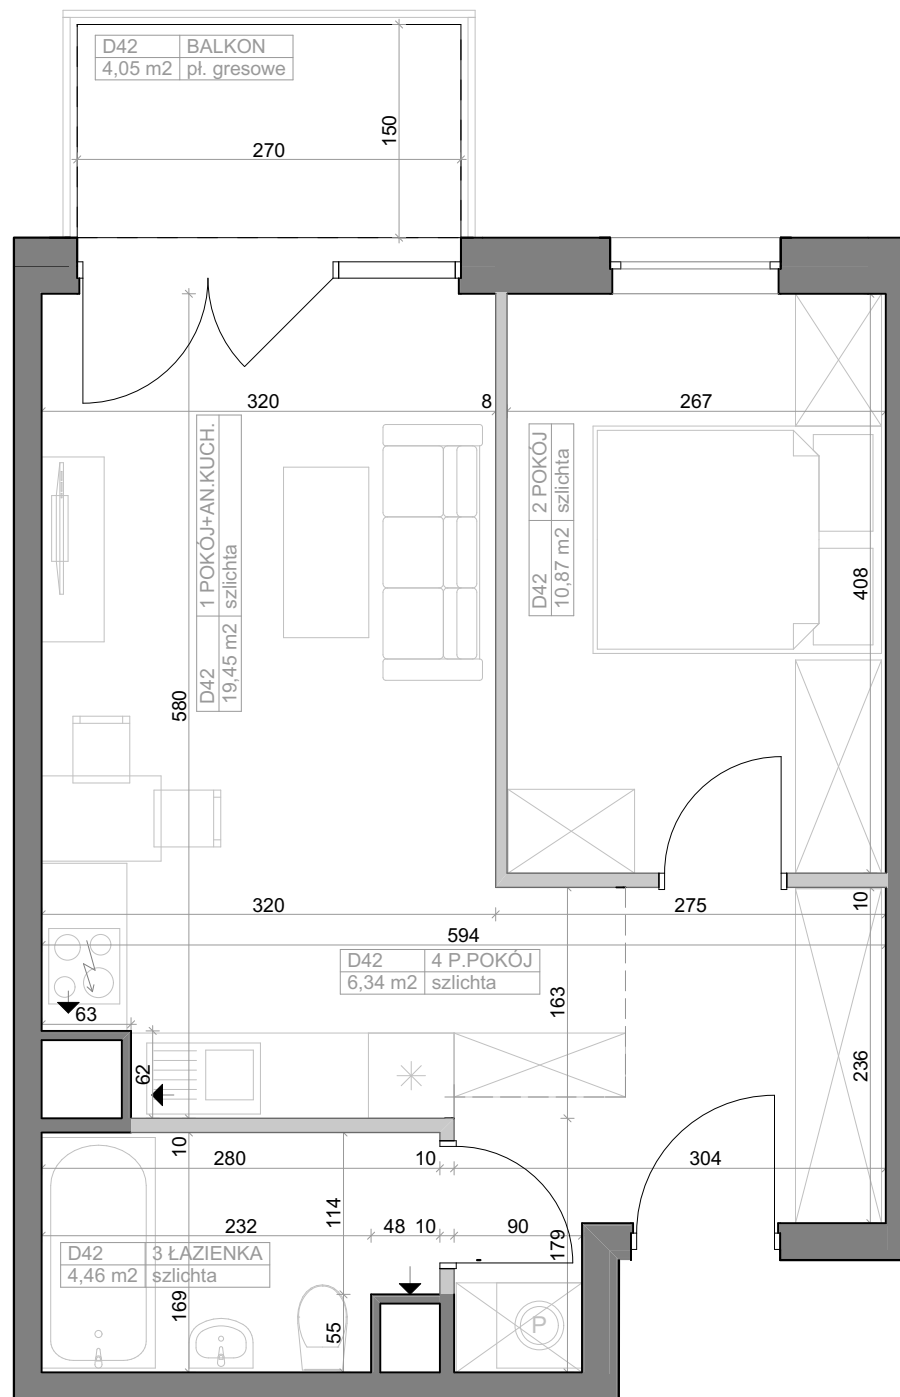 D42 BALKON
4,05 m2 pł. gresowe
150
270
320
8
267
D42 1 POKÓJ+AN.KUCH.
19,45 m2 szlichta
D42 2 POKÓJ
10,87 m2 szlichta
408
580
320
275
10
594
D42 4 P.POKÓJ
6,34 m2 szlichta
163
63
62
236
10
280
10
304
114
232
48
10
90
179
D42 3 ŁAZIENKA
4,46 m2 szlichta
169
55
P